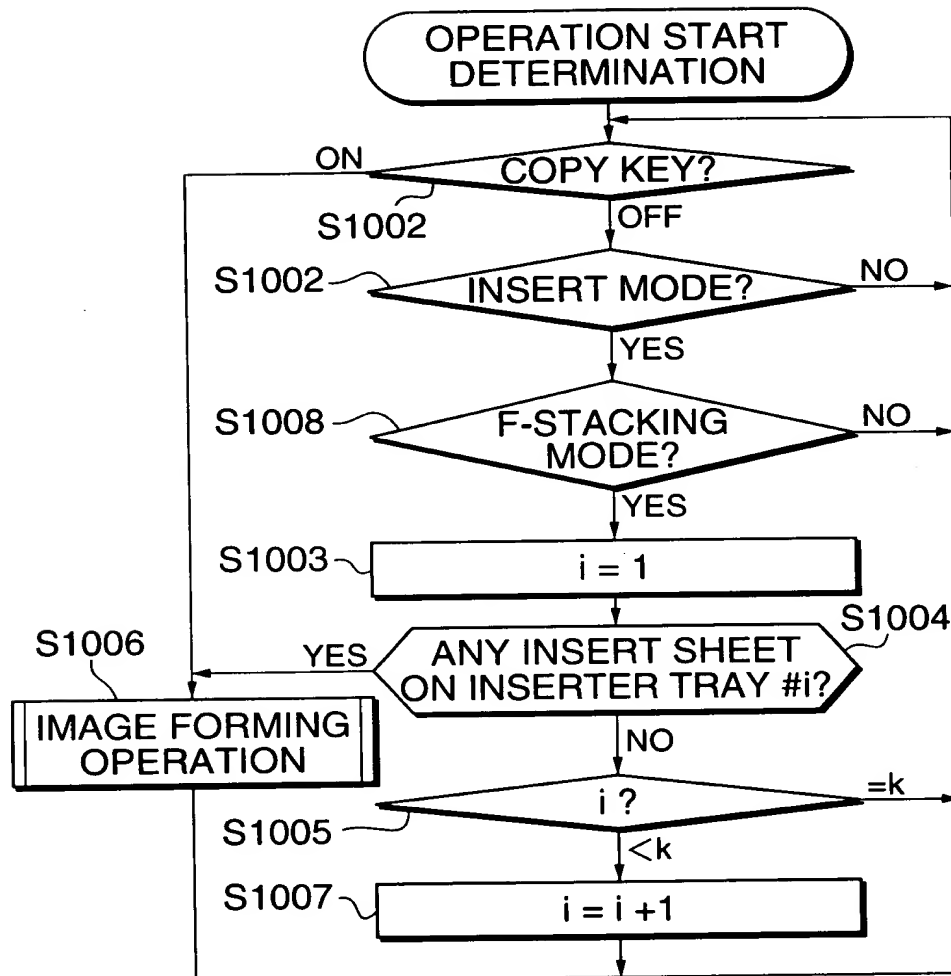 OPERATION START
DETERMINATION
ON
COPY KEY?
S1002
OFF
S1002
INSERT MODE?
NO
YES
S1008
F-STACKING
MODE?
NO
YES
S1003
i = 1
S1004
S1006
YES
ANY INSERT SHEET
ON INSERTER TRAY #i?
IMAGE FORMING
OPERATION
NO
i ?
=k
S1005
<k
S1007
i = i +1